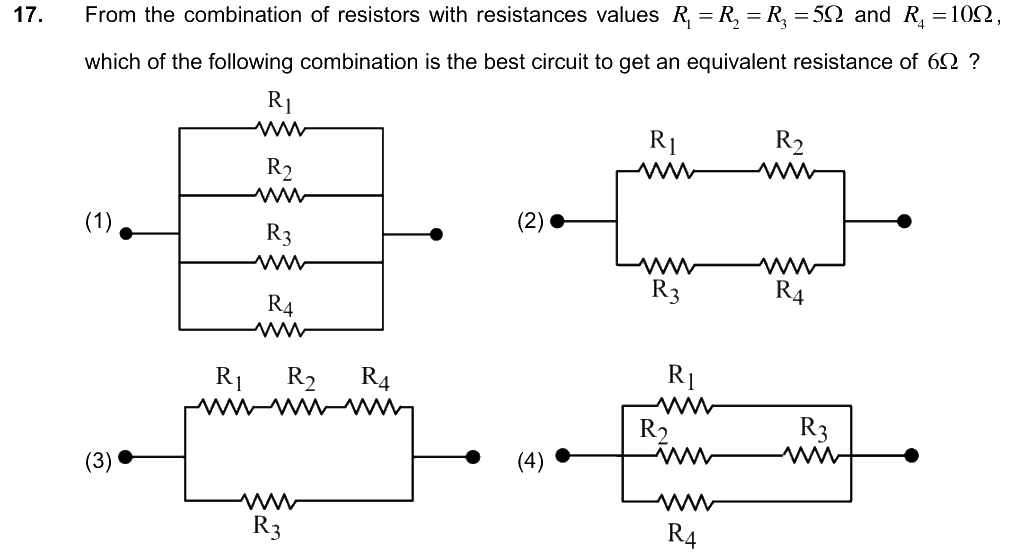 17. From the combination of resistors with resistances values R₁ = R₂ = R₃ = 5Ω and R₄ = 10Ω,
which of the following combination is the best circuit to get an equivalent resistance of 6Ω ?
(1)
R₁
R₂
R₃
R₄
(2)
R₁ R₂
R₃ R₄
(3)
R₁ R₂ R₄
R₃
(4)
R₁
R₂ R₃
R₄